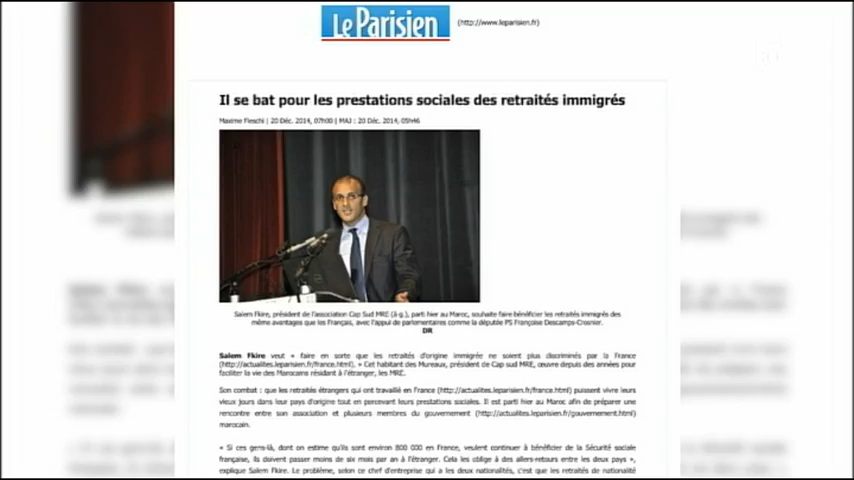 Le Parisien (http://www.leparisien.fr)
Il se bat pour les prestations sociales des retraités immigrés
Maxime Fieschi | 20 Déc. 2014, 07h00 | MAJ : 20 Déc. 2014, 05h46
Salem Fkire, président de l'association Cap Sud MRE (à g.), parti hier au Maroc, souhaite faire bénéficier les retraités immigrés des
mêmes avantages que les Français, avec l'appui de parlementaires comme la députée PS Françoise Descamps-Crosnier.
DR
Salem Fkire veut « faire en sorte que les retraités d'origine immigrée ne soient plus discriminés par la France
(http://actualites.leparisien.fr/france.html). » Cet habitant des Mureaux, président de Cap sud MRE, œuvre depuis des années pour
faciliter la vie des Marocains résidant à l'étranger, les MRE.
Son combat : que les retraités étrangers qui ont travaillé en France (http://actualites.leparisien.fr/france.html) puissent vivre leurs
vieux jours dans leur pays d'origine tout en percevant leurs prestations sociales. Il est parti hier au Maroc afin de préparer une
rencontre entre son association et plusieurs membres du gouvernement (http://actualites.leparisien.fr/gouvernement.html)
marocain.
« Si ces gens-là, dont on estime qu'ils sont environ 800 000 en France, veulent continuer à bénéficier de la Sécurité sociale
française, ils doivent passer moins de six mois par an à l'étranger. Cela les oblige à des allers-retours entre les deux pays »,
explique Salem Fkire. Le problème, selon ce chef d'entreprise qui a les deux nationalités, c'est que les retraités de nationalité